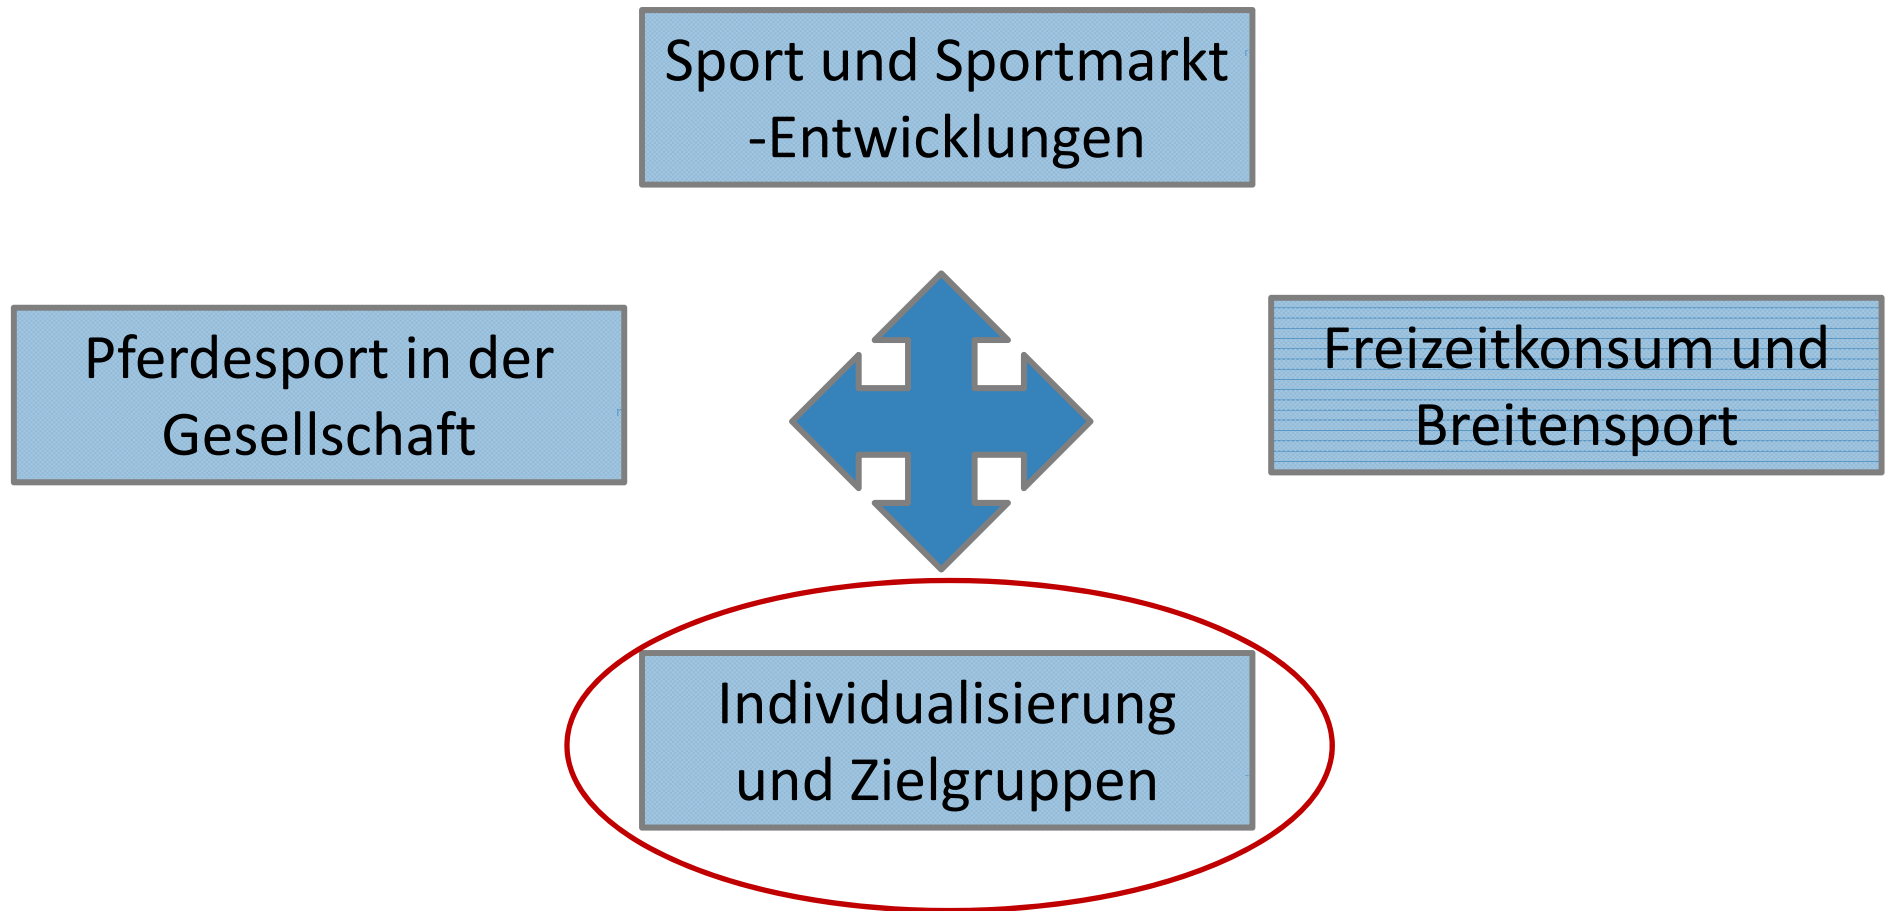 Sport und Sportmarkt
-Entwicklungen
Pferdesport in der
Gesellschaft
Freizeitkonsum und
Breitensport
Individualisierung
und Zielgruppen